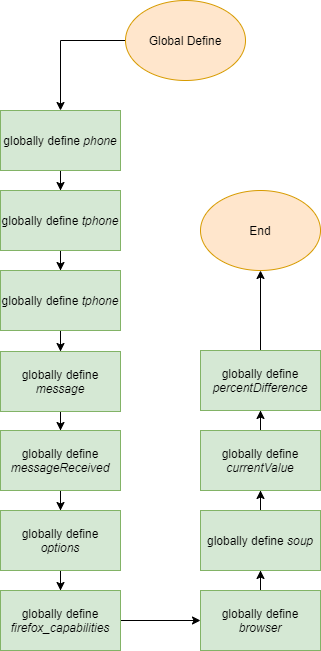 Global Define
globally define phone
globally define tphone
globally define tphone
globally define
message
globally define
messageReceived
globally define
options
globally define
firefox_capabilities
globally define
browser
globally define soup
globally define
currentValue
globally define
percentDifference
End